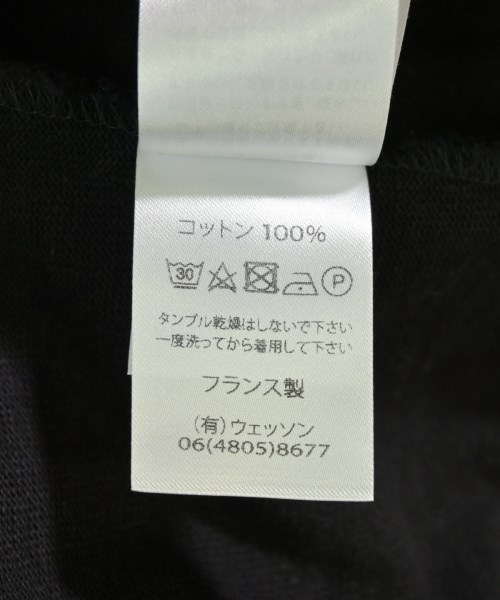 コットン 100%
30 P
タンブル乾燥はしないで下さい
一度洗ってから着用して下さい
フランス製
(有)ウェッソン
06(4805)8677